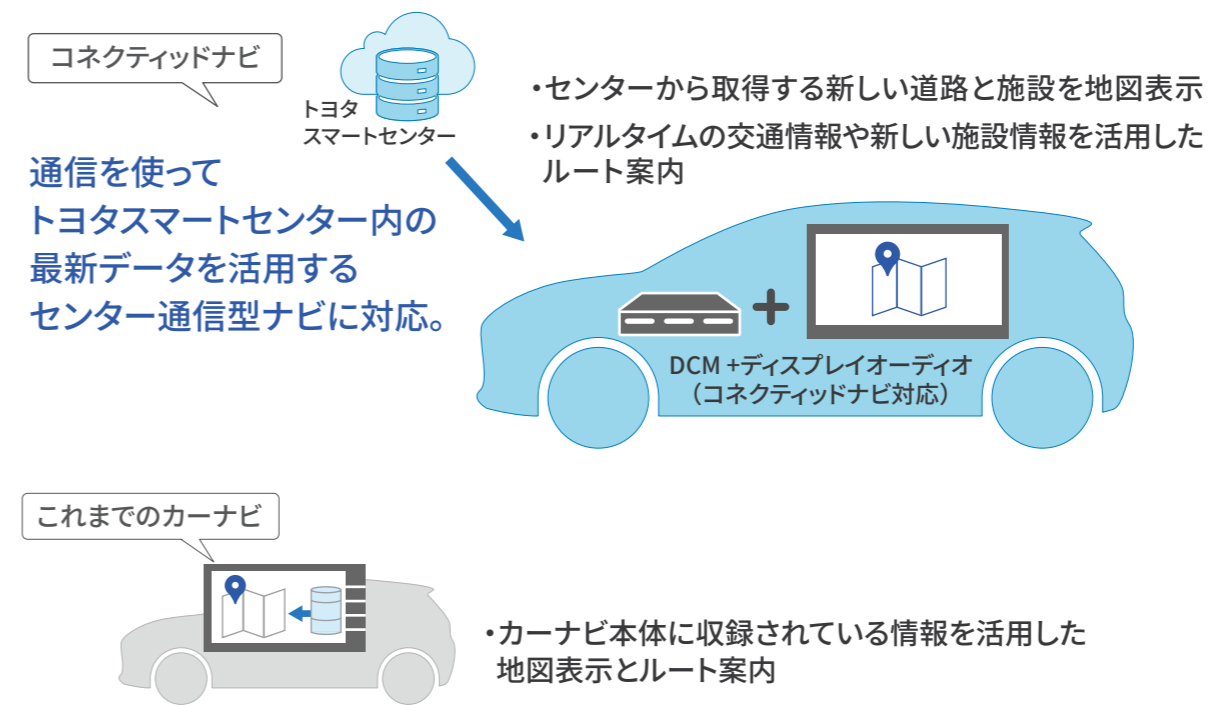 コネクティッドナビ
トヨタ
スマートセンター
通信を使って
トヨタスマートセンター内の
最新データを活用する
センター通信型ナビに対応。
・センターから取得する新しい道路と施設を地図表示
・リアルタイムの交通情報や新しい施設情報を活用した
ルート案内
DCM +ディスプレイオーディオ
（コネクティッドナビ対応）
これまでのカーナビ
・カーナビ本体に収録されている情報を活用した
地図表示とルート案内